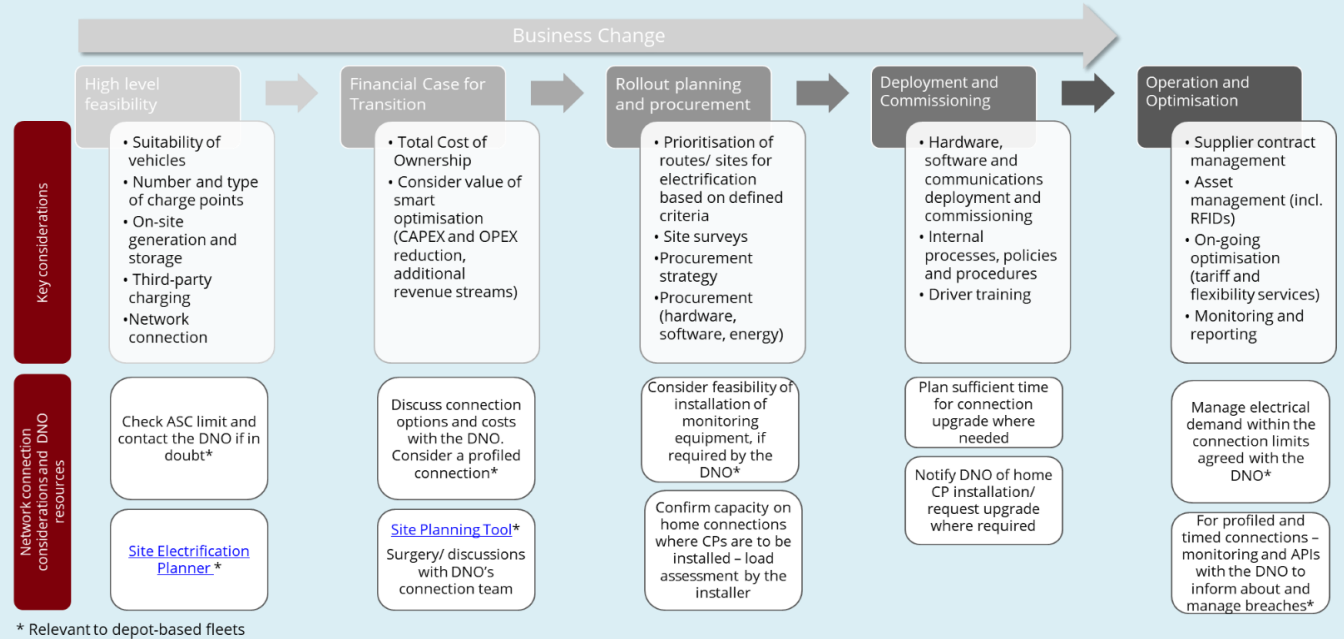 Business Change
High level
feasibility
Financial Case for
Transition
Rollout planning
and procurement
Deployment and
Commissioning
Operation and
Optimisation
Key considerations
• Suitability of
vehicles
• Number and type
of charge points
• On-site
generation and
storage
• Third-party
charging
•Network
connection
• Total Cost of
Ownership
• Consider value of
smart
optimisation
(CAPEX and OPEX
reduction,
additional
revenue streams)
• Prioritisation of
routes/ sites for
electrification
based on defined
criteria
• Site surveys
•Procurement
strategy
•Procurement
(hardware,
software, energy)
• Hardware,
software and
communications
deployment and
commissioning
• Internal
processes, policies
and procedures
• Driver training
• Supplier contract
management
• Asset
management (incl.
RFIDs)
• On-going
optimisation
(tariff and
flexibility services)
• Monitoring and
reporting
Network connection
considerations and DNO
resources
Check ASC limit and
contact the DNO if in
doubt*
Site Electrification
Planner *
Discuss connection
options and costs
with the DNO.
Consider a profiled
connection*
Site Planning Tool*
Surgery/ discussions
with DNO's
connection team
Consider feasibility of
installation of
monitoring
equipment, if
required by the
DNO*
Confirm capacity on
home connections
where CPs are to be
installed – load
assessment by the
installer
Plan sufficient time
for connection
upgrade where
needed
Notify DNO of home
CP installation/
request upgrade
where required
Manage electrical
demand within the
connection limits
agreed with the
DNO*
For profiled and
timed connections –
monitoring and APIs
with the DNO to
inform about and
manage breaches*
* Relevant to depot-based fleets